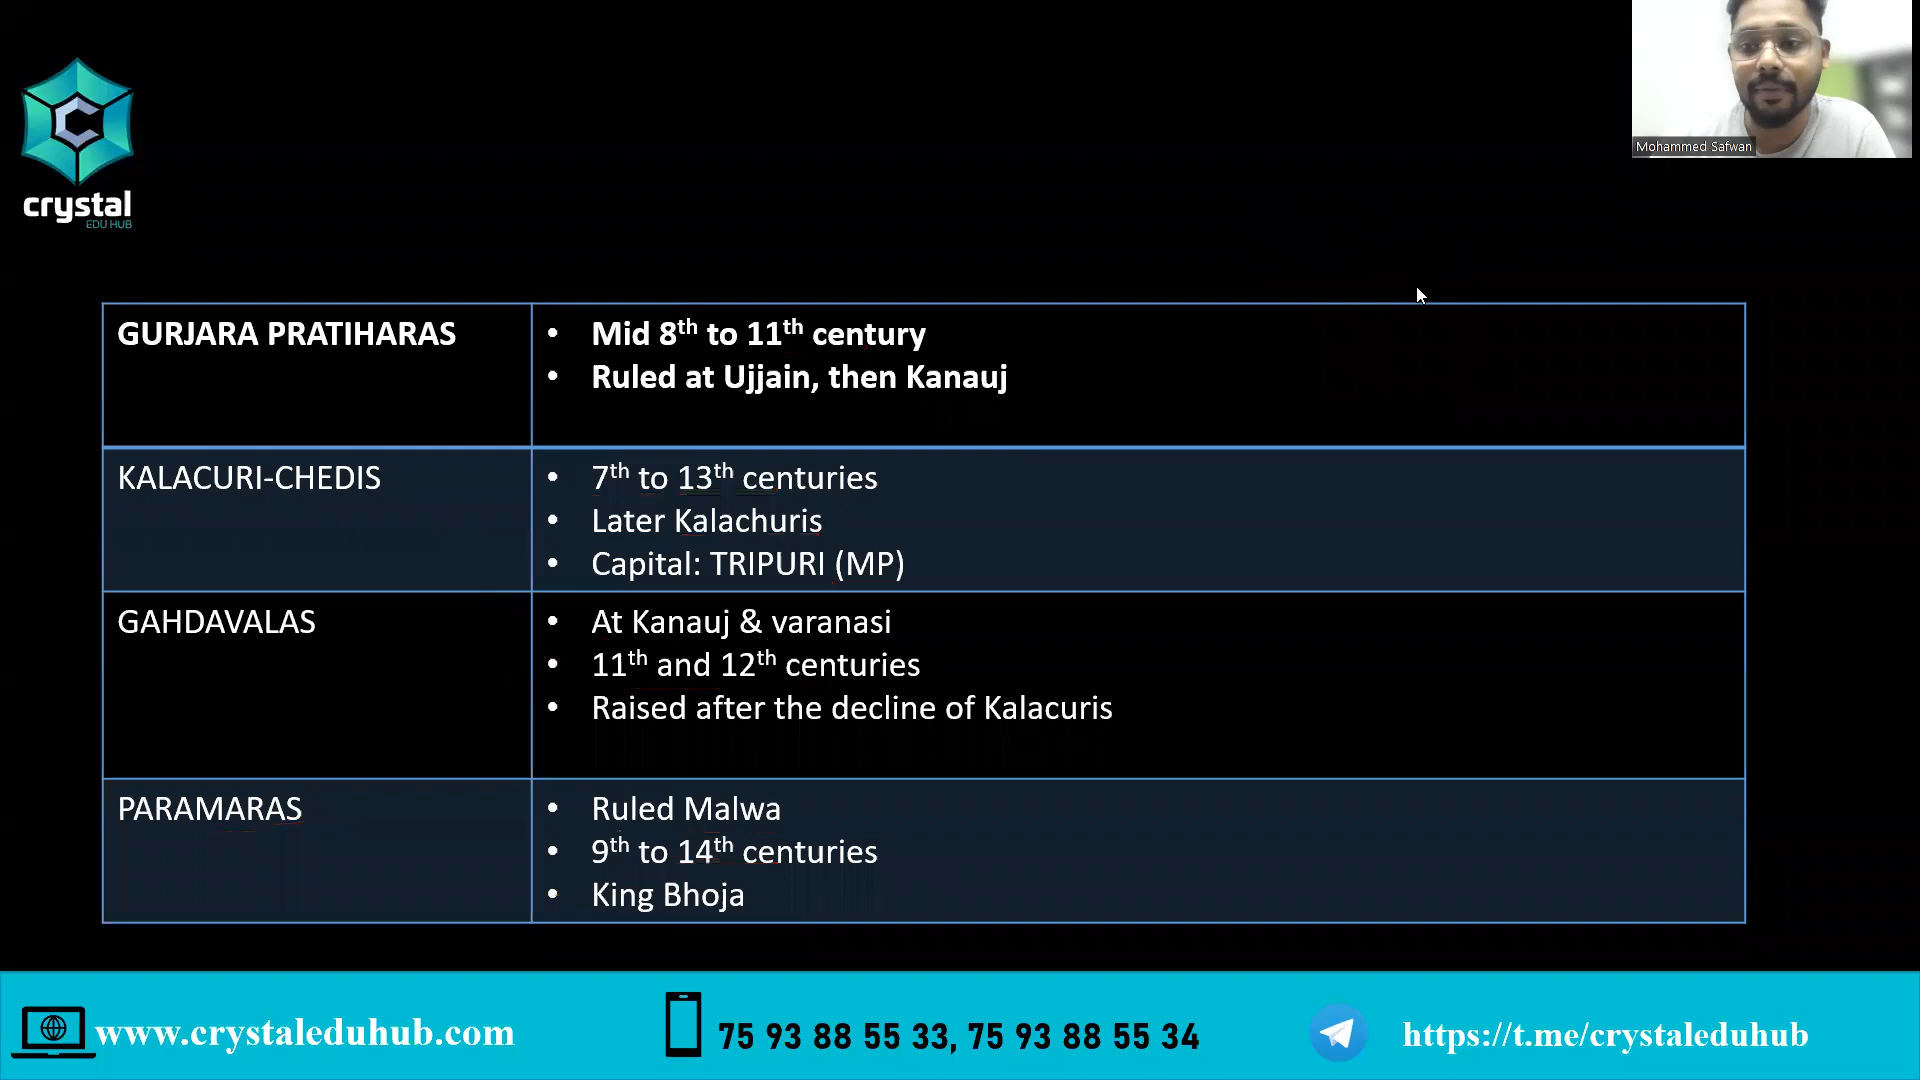 Mohammed Safwan
C
crystal
EDU HUB
GURJARA PRATIHARAS
• Mid 8th to 11th century
• Ruled at Ujjain, then Kanauj
KALACURI-CHEDIS
• 7th to 13th centuries
• Later Kalachuris
• Capital: TRIPURI (MP)
GAHDAVALAS
• At Kanauj & varanasi
• 11th and 12th centuries
• Raised after the decline of Kalacuris
PARAMARAS
• Ruled Malwa
• 9th to 14th centuries
• King Bhoja
www.crystaleduhub.com
75 93 88 55 33, 75 93 88 55 34
https://t.me/crystaleduhub